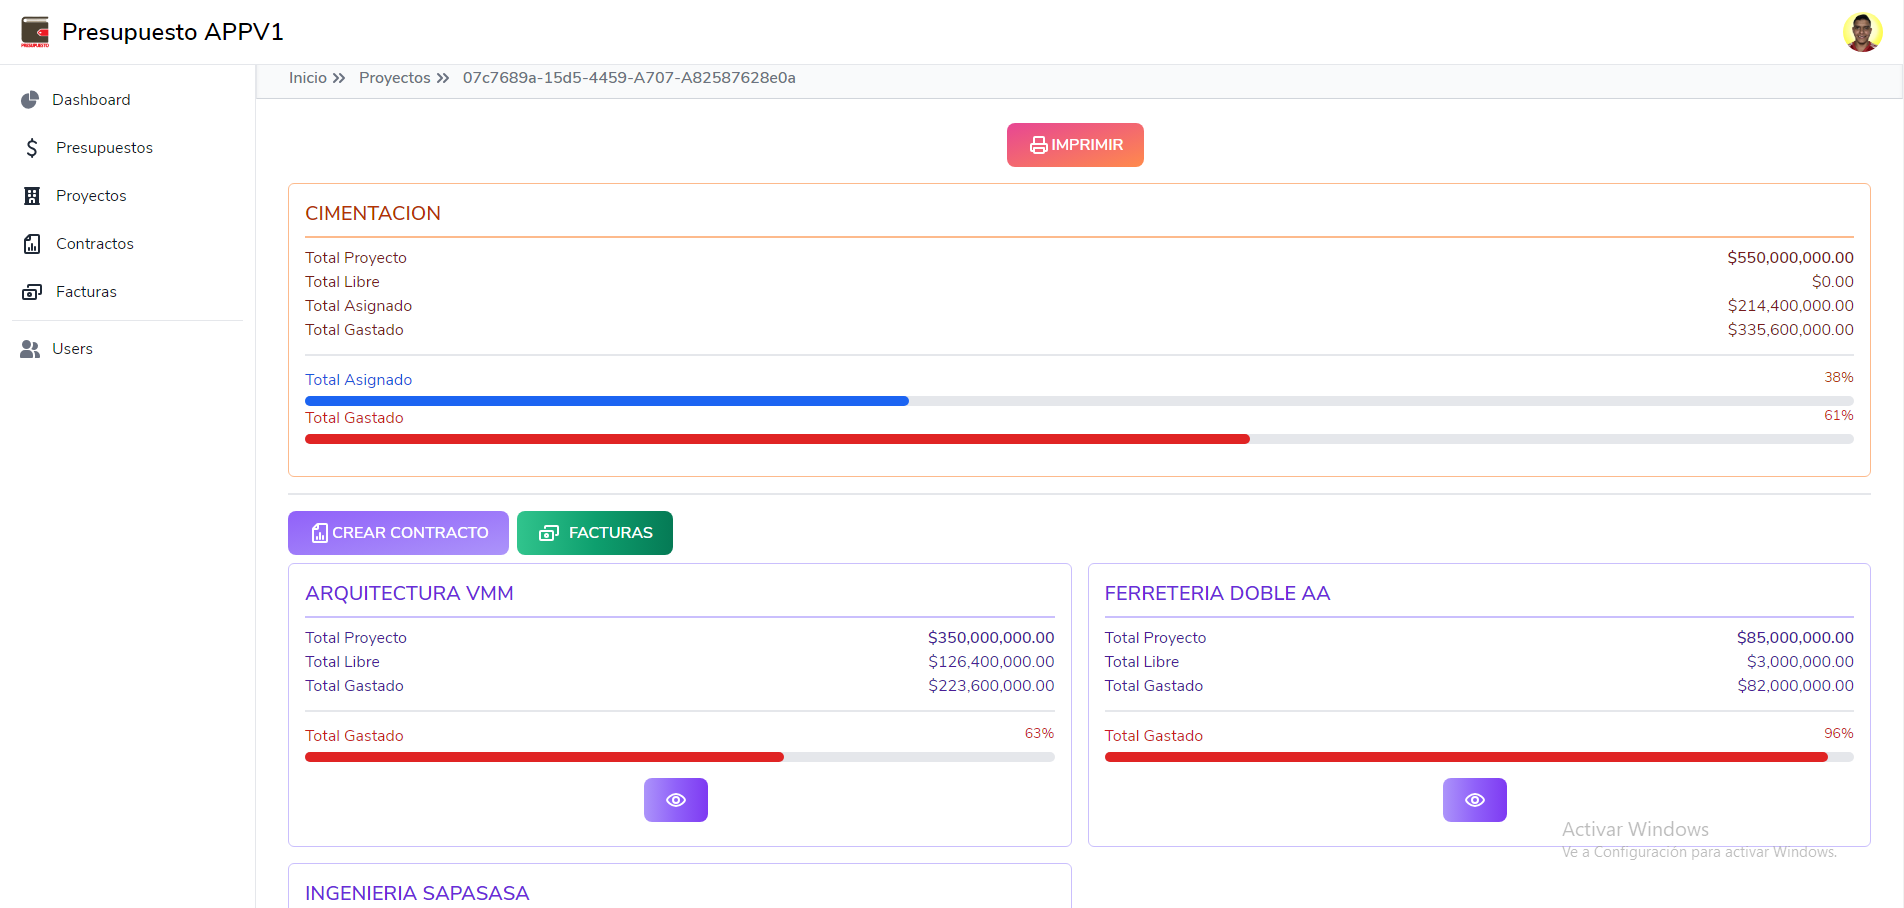 PRESUPUESTO
Presupuesto APPV1
Inicio Proyectos 07c7689a-15d5-4459-A707-A82587628e0a
Dashboard
Presupuestos
Proyectos
Contractos
Facturas
Users
IMPRIMIR
CIMENTACION
Total Proyecto $550,000,000.00
Total Libre $0.00
Total Asignado $214,400,000.00
Total Gastado $335,600,000.00
Total Asignado 38%
Total Gastado 61%
CREAR CONTRACTO FACTURAS
ARQUITECTURA VMM
Total Proyecto $350,000,000.00
Total Libre $126,400,000.00
Total Gastado $223,600,000.00
Total Gastado 63%
FERRETERIA DOBLE AA
Total Proyecto $85,000,000.00
Total Libre $3,000,000.00
Total Gastado $82,000,000.00
Total Gastado 96%
INGENIERIA SAPASASA
Activar Windows
Ve a Configuración para activar Windows.